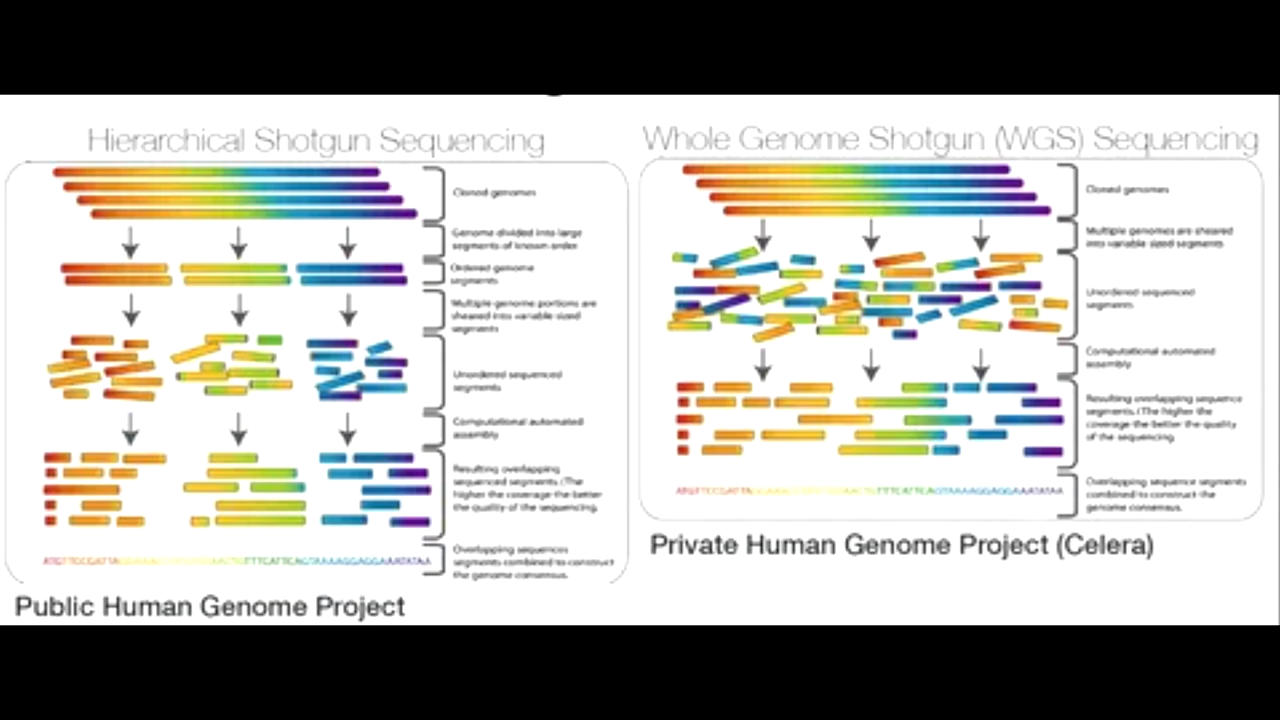 Hierarchical Shotgun Sequencing
Cloned genomes
Genome divided into large
segments of known order
Ordered genome
segments
Multiple genome portions are
sheared into variable sized
segments
Unordered sequenced
segments
Computational automated
assembly
Resulting overlapping
sequenced segments. (The
higher the coverage the better
the quality of the sequencing.
Overlapping sequences
segments combined to construct
the genome consensus.
Public Human Genome Project
Whole Genome Shotgun (WGS) Sequencing
Cloned genomes
Multiple genomes are sheared
into variable sized segments
Unordered sequenced
segments
Computational automated
assembly
Resulting overlapping sequence
segments. (The higher the
coverage the better the quality
of the sequencing.
Overlapping sequence segments
combined to construct the
genome consensus.
Private Human Genome Project (Celera)